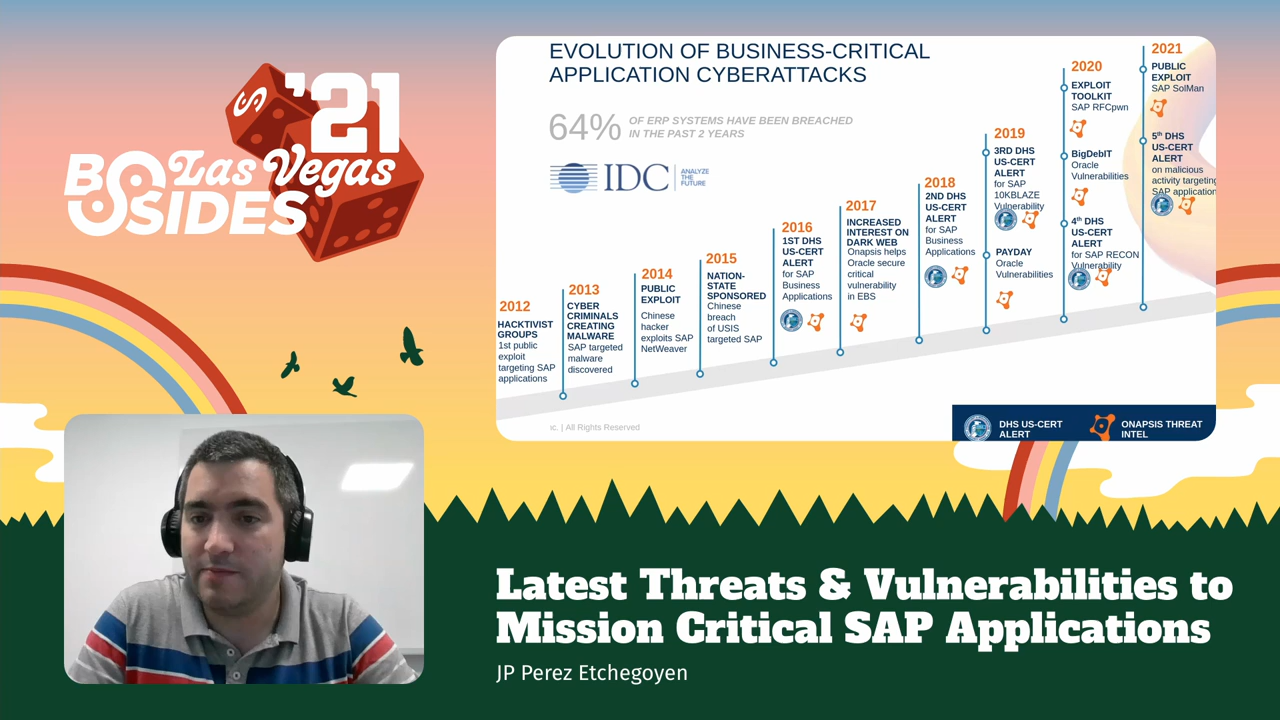 '21
BSIDES
Las Vegas
S
EVOLUTION OF BUSINESS-CRITICAL
APPLICATION CYBERATTACKS
64%
OF ERP SYSTEMS HAVE BEEN BREACHED
IN THE PAST 2 YEARS
IDC
ANALYZE
THE
FUTURE
2012
HACKTIVIST
GROUPS
1st public
exploit
targeting SAP
applications
2013
CYBER
CRIMINALS
CREATING
MALWARE
SAP targeted
malware
discovered
2014
PUBLIC
EXPLOIT
Chinese
hacker
exploits SAP
NetWeaver
2015
NATION-
STATE
SPONSORED
Chinese
breach
of USIS
targeted SAP
2016
1ST DHS
US-CERT
ALERT
for SAP
Business
Applications
2017
INCREASED
INTEREST ON
DARK WEB
Onapsis helps
Oracle secure
critical
vulnerability
in EBS
2018
2ND DHS
US-CERT
ALERT
for SAP
Business
Applications
2019
3RD DHS
US-CERT
ALERT
for SAP
10KBLAZE
Vulnerability
PAYDAY
Oracle
Vulnerabilities
2020
EXPLOIT
TOOLKIT
SAP RFCpwn
BigDebIT
Oracle
Vulnerabilities
4th DHS
US-CERT
ALERT
for SAP RECON
Vulnerability
2021
PUBLIC
EXPLOIT
SAP SolMan
5th DHS
US-CERT
ALERT
on malicious
activity targeting
SAP application
ıc. | All Rights Reserved
DHS US-CERT
ALERT
ONAPSIS THREAT
INTEL
Latest Threats & Vulnerabilities to
Mission Critical SAP Applications
JP Perez Etchegoyen